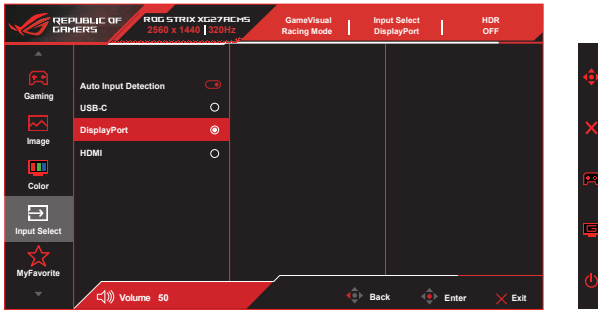 REPUBLIC OF
GAMERS
ROG STRIX XG27ACMS
2560 x 1440 320Hz
GameVisual
Racing Mode
Input Select
DisplayPort
HDR
OFF
Gaming
Image
Color
Input Select
MyFavorite
Auto Input Detection
USB-C
DisplayPort
HDMI
Volume 50
Back
Enter
Exit